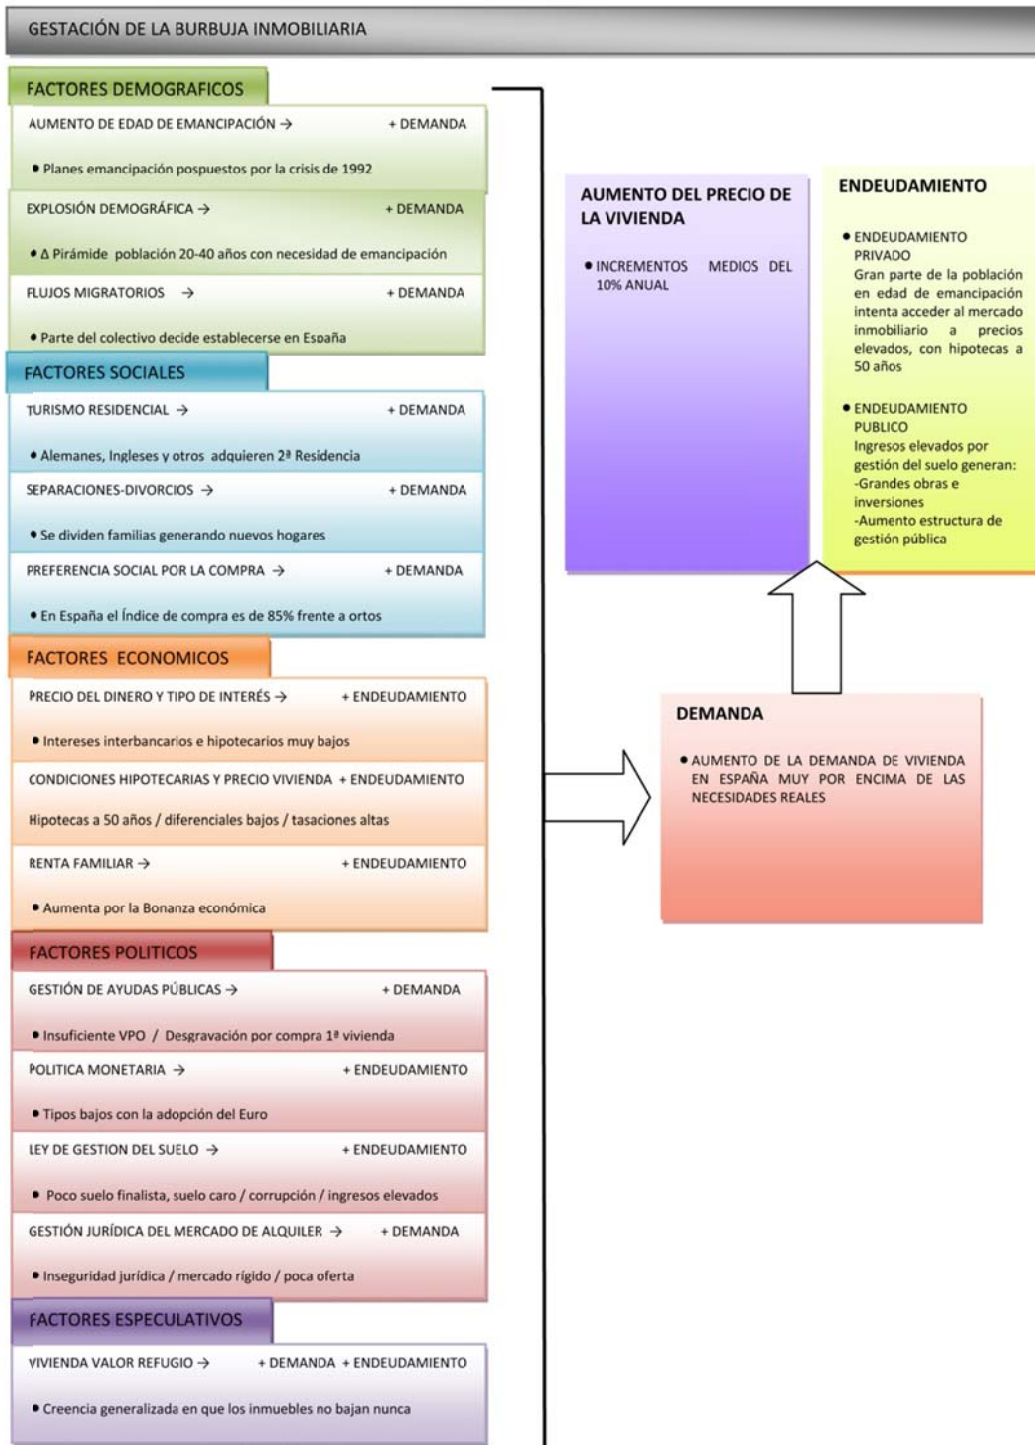 GESTACIÓN DE LA BURBUJA INMOBILIARIA
FACTORES DEMOGRAFICOS
AUMENTO DE EDAD DE EMANCIPACIÓN → + DEMANDA
• Planes emancipación pospuestos por la crisis de 1992
EXPLOSIÓN DEMOGRÁFICA → + DEMANDA
• Δ Pirámide población 20-40 años con necesidad de emancipación
FLUJOS MIGRATORIOS → + DEMANDA
• Parte del colectivo decide establecerse en España
FACTORES SOCIALES
TURISMO RESIDENCIAL → + DEMANDA
• Alemanes, Ingleses y otros adquieren 2ª Residencia
SEPARACIONES-DIVORCIOS → + DEMANDA
• Se dividen familias generando nuevos hogares
PREFERENCIA SOCIAL POR LA COMPRA → + DEMANDA
• En España el Índice de compra es de 85% frente a ortos
FACTORES ECONOMICOS
PRECIO DEL DINERO Y TIPO DE INTERÉS → + ENDEUDAMIENTO
• Intereses interbancarios e hipotecarios muy bajos
CONDICIONES HIPOTECARIAS Y PRECIO VIVIENDA + ENDEUDAMIENTO
Hipotecas a 50 años / diferenciales bajos / tasaciones altas
RENTA FAMILIAR → + ENDEUDAMIENTO
• Aumenta por la Bonanza económica
FACTORES POLITICOS
GESTIÓN DE AYUDAS PÚBLICAS → + DEMANDA
• Insuficiente VPO / Desgravación por compra 1ª vivienda
POLITICA MONETARIA → + ENDEUDAMIENTO
• Tipos bajos con la adopción del Euro
LEY DE GESTION DEL SUELO → + ENDEUDAMIENTO
• Poco suelo finalista, suelo caro / corrupción / ingresos elevados
GESTIÓN JURÍDICA DEL MERCADO DE ALQUILER → + DEMANDA
• Inseguridad jurídica / mercado rígido / poca oferta
FACTORES ESPECULATIVOS
VIVIENDA VALOR REFUGIO → + DEMANDA + ENDEUDAMIENTO
• Creencia generalizada en que los inmuebles no bajan nunca
AUMENTO DEL PRECIO DE
LA VIVIENDA
• INCREMENTOS MEDIOS DEL
10% ANUAL
ENDEUDAMIENTO
• ENDEUDAMIENTO
PRIVADO
Gran parte de la población
en edad de emancipación
intenta acceder al mercado
inmobiliario a precios
elevados, con hipotecas a
50 años
• ENDEUDAMIENTO
PUBLICO
Ingresos elevados por
gestión del suelo generan:
-Grandes obras e
inversiones
-Aumento estructura de
gestión pública
DEMANDA
• AUMENTO DE LA DEMANDA DE VIVIENDA
EN ESPAÑA MUY POR ENCIMA DE LAS
NECESIDADES REALES